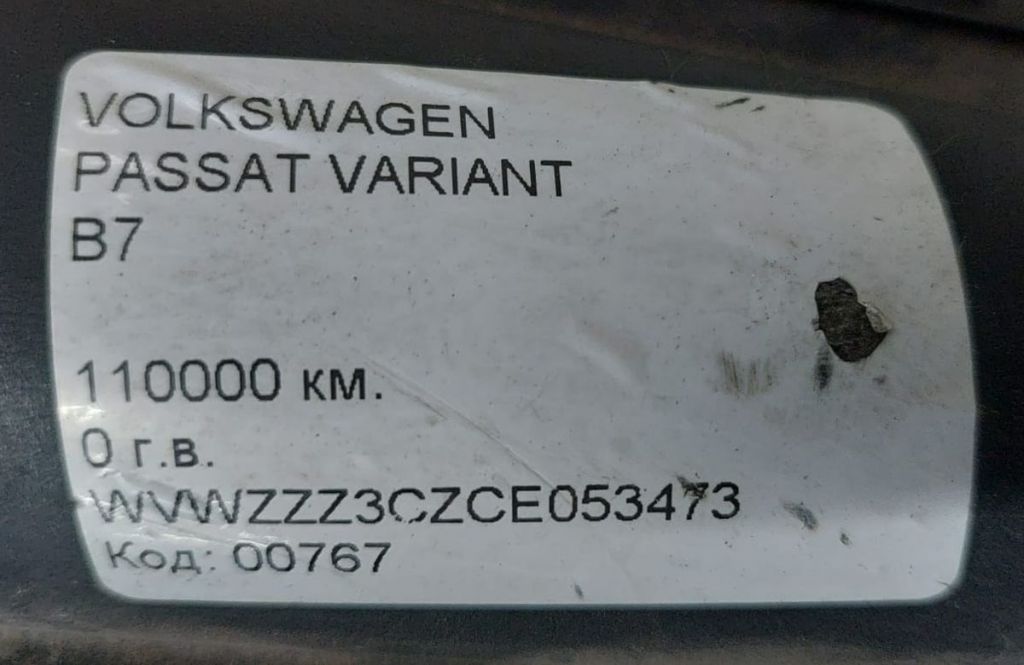 VOLKSWAGEN
PASSAT VARIANT
B7
110000 км.
0 г.в.
WVWZZZ3CZCE053473
Код: 00767